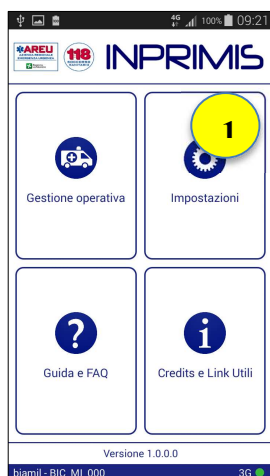 4G 100% 09:21
AREU 118 INPRIMIS
1
Gestione operativa Impostazioni
Guida e FAQ Credits e Link Utili
Versione 1.0.0.0
biamil - BIC_MI_000 3G